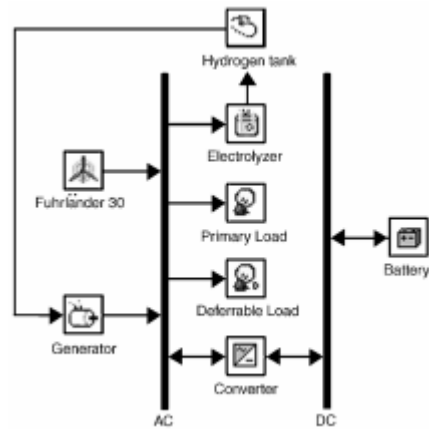 Hydrogen tank
Electrolyzer
Fuhrländer 30
Primary Load
Battery
Deferrable Load
Generator
Converter
AC
DC